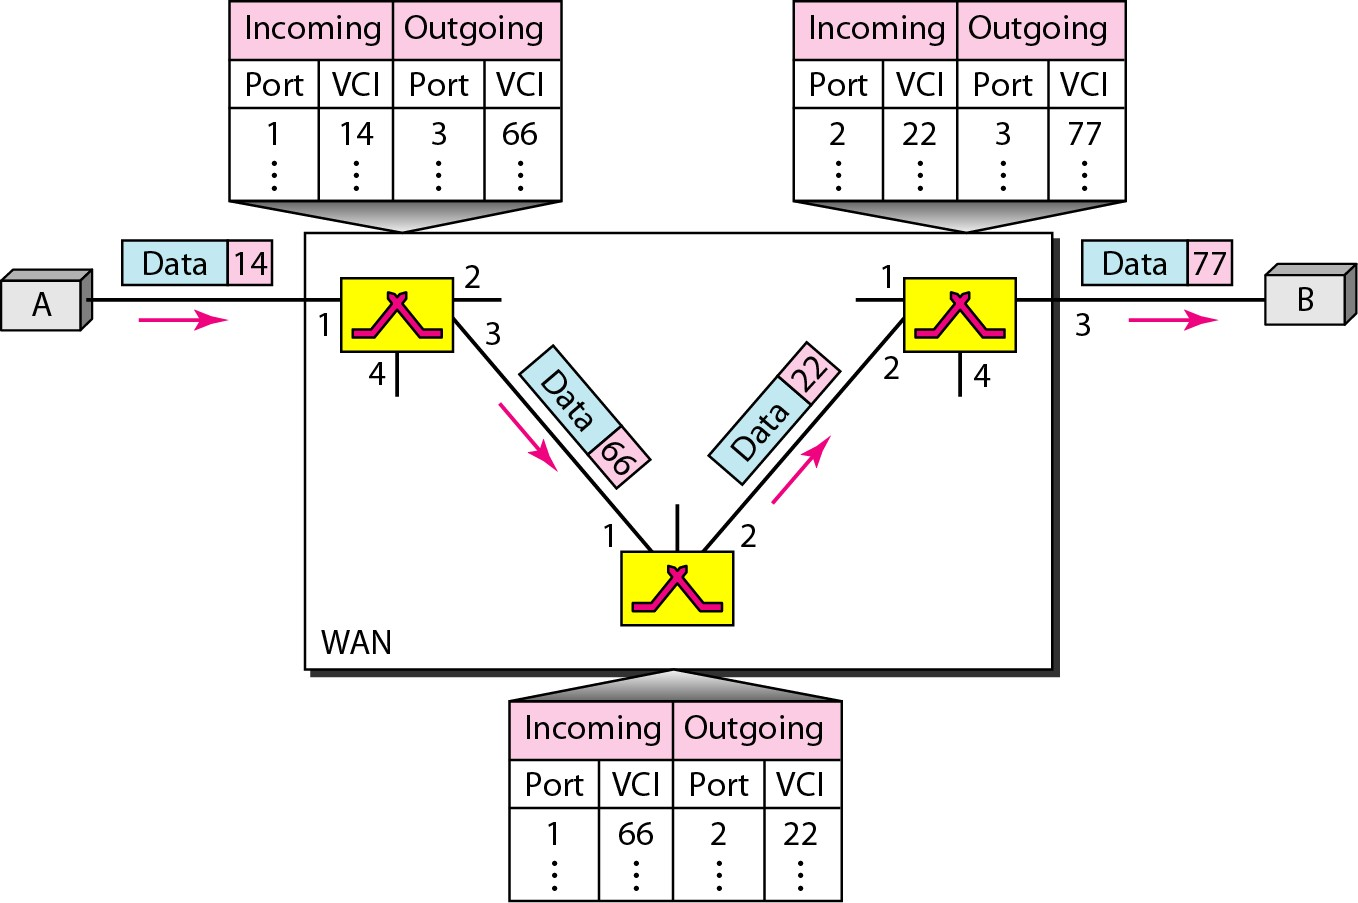 Incoming Outgoing
Port VCI Port VCI
1 14 3 66
⋮ ⋮ ⋮ ⋮
Incoming Outgoing
Port VCI Port VCI
2 22 3 77
⋮ ⋮ ⋮ ⋮
A
Data 14
1
2
3
4
Data 66
1
2
Data 22
1
2
4
3
Data 77
B
WAN
Incoming Outgoing
Port VCI Port VCI
1 66 2 22
⋮ ⋮ ⋮ ⋮